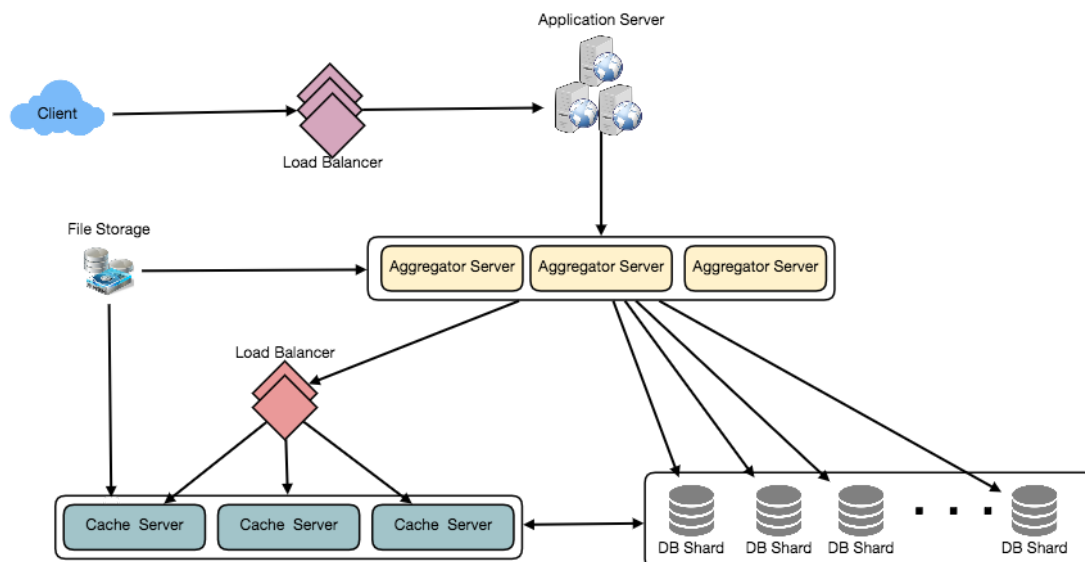 Application Server
Client
Load Balancer
File Storage
Aggregator Server
Aggregator Server
Aggregator Server
Load Balancer
Cache Server
Cache Server
Cache Server
DB Shard
DB Shard
DB Shard
DB Shard